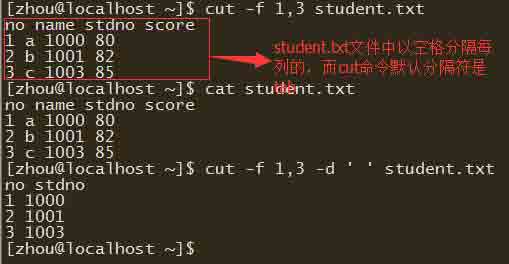 [zhou@localhost ~]$ cut -f 1,3 student.txt
no name stdno score
1 a 1000 80
2 b 1001 82
3 c 1003 85
student.txt文件中以空格分隔每
列的，而cut命令默认分隔符是
tab
[zhou@localhost ~]$ cat student.txt
no name stdno score
1 a 1000 80
2 b 1001 82
3 c 1003 85
[zhou@localhost ~]$ cut -f 1,3 -d ' ' student.txt
no stdno
1 1000
2 1001
3 1003
[zhou@localhost ~]$